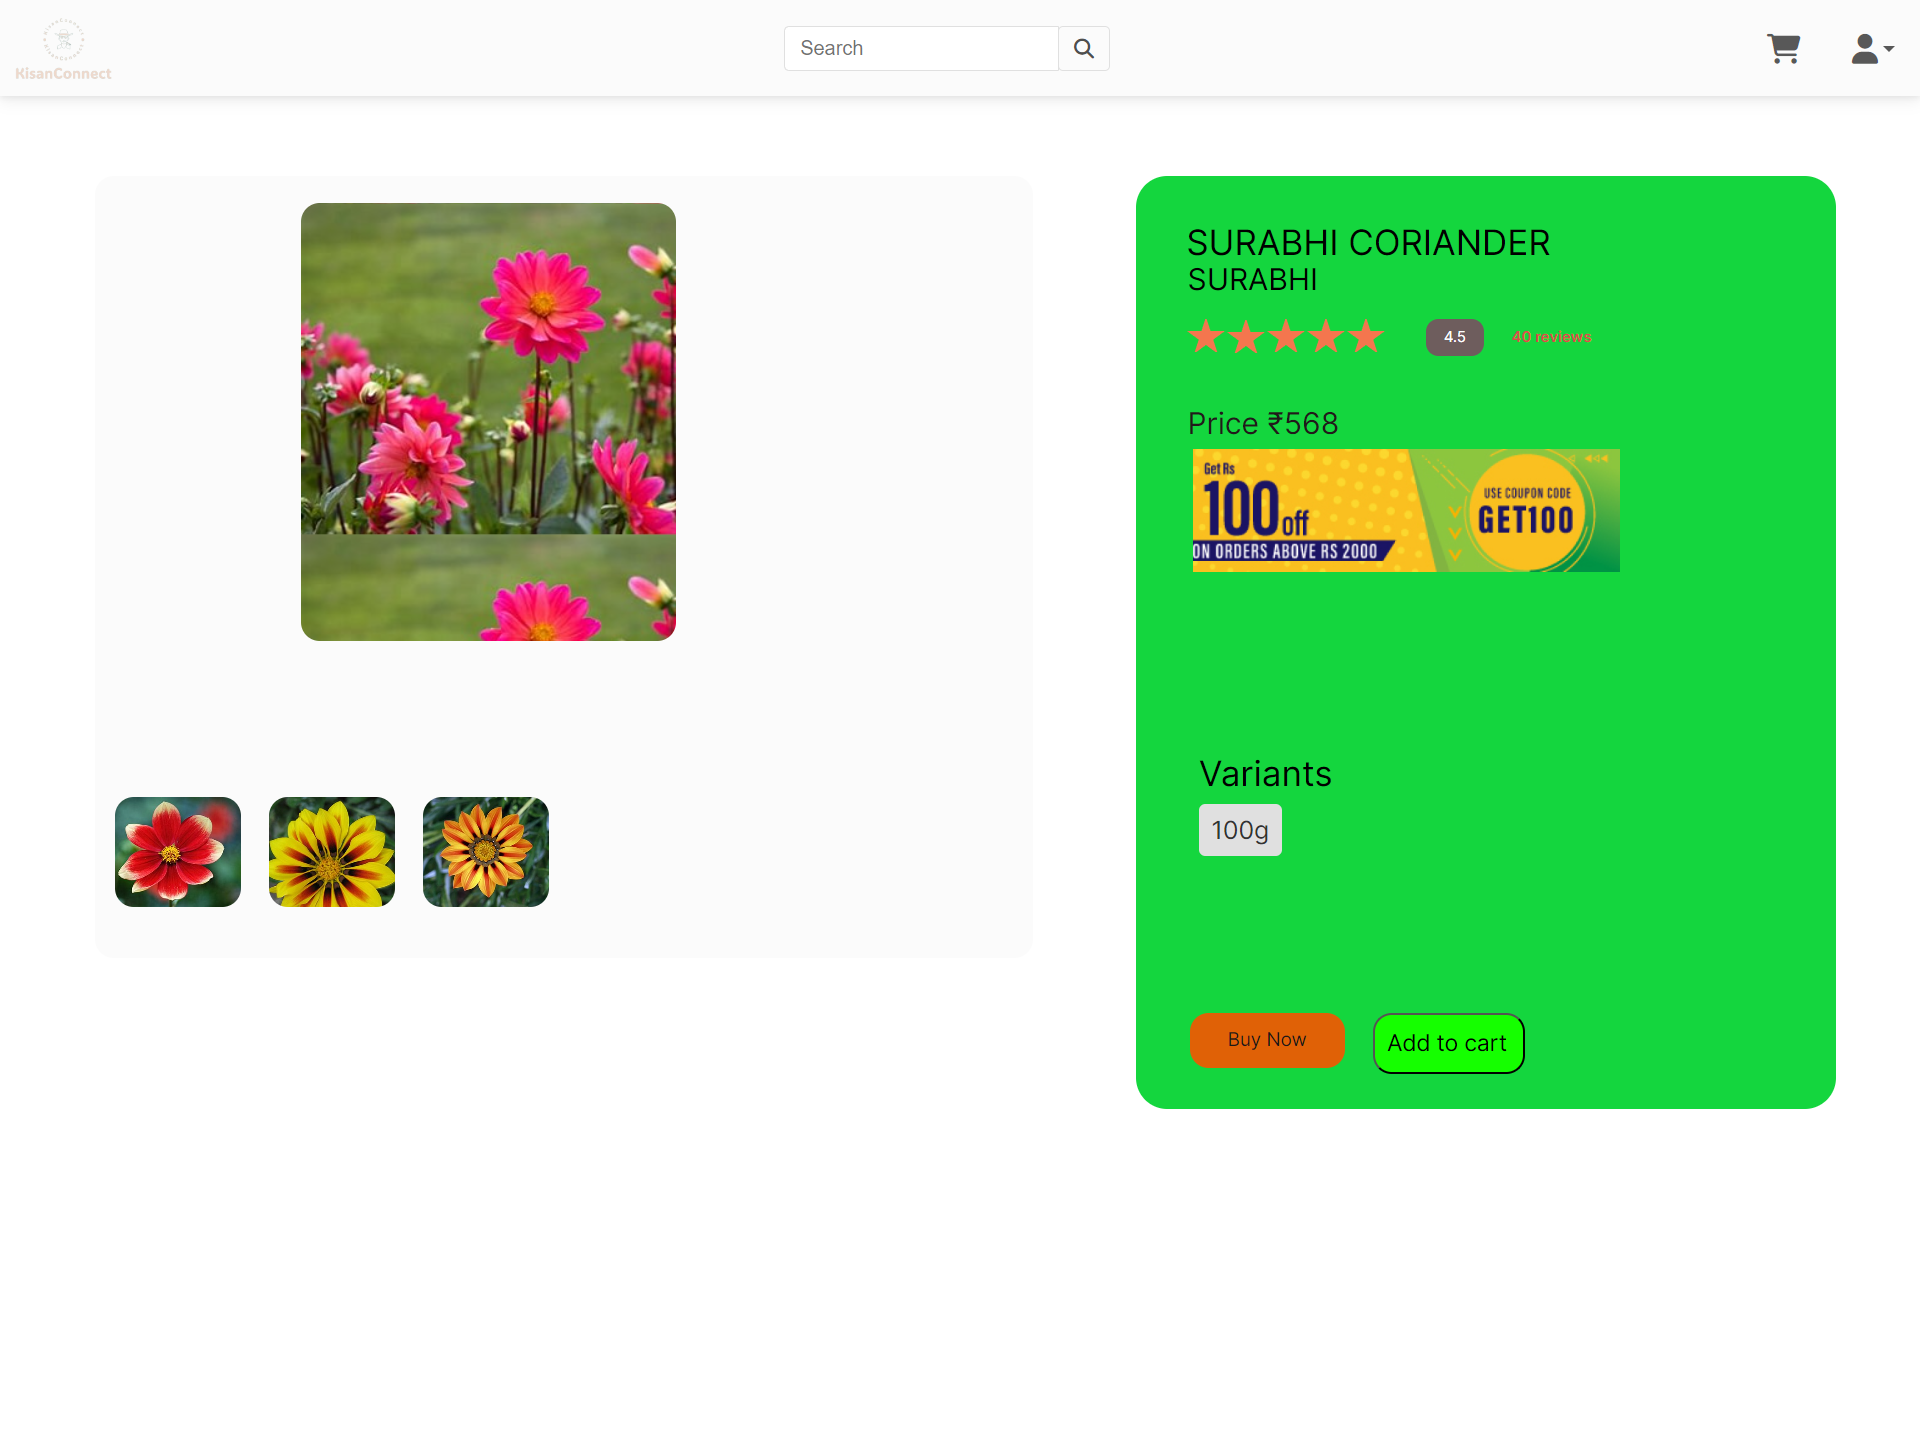 KisanConnect
Search
SURABHI CORIANDER
SURABHI
4.5
40 reviews
Price ₹568
Get Rs
100 off
ON ORDERS ABOVE RS 2000
USE COUPON CODE
GET100
Variants
100g
Buy Now
Add to cart